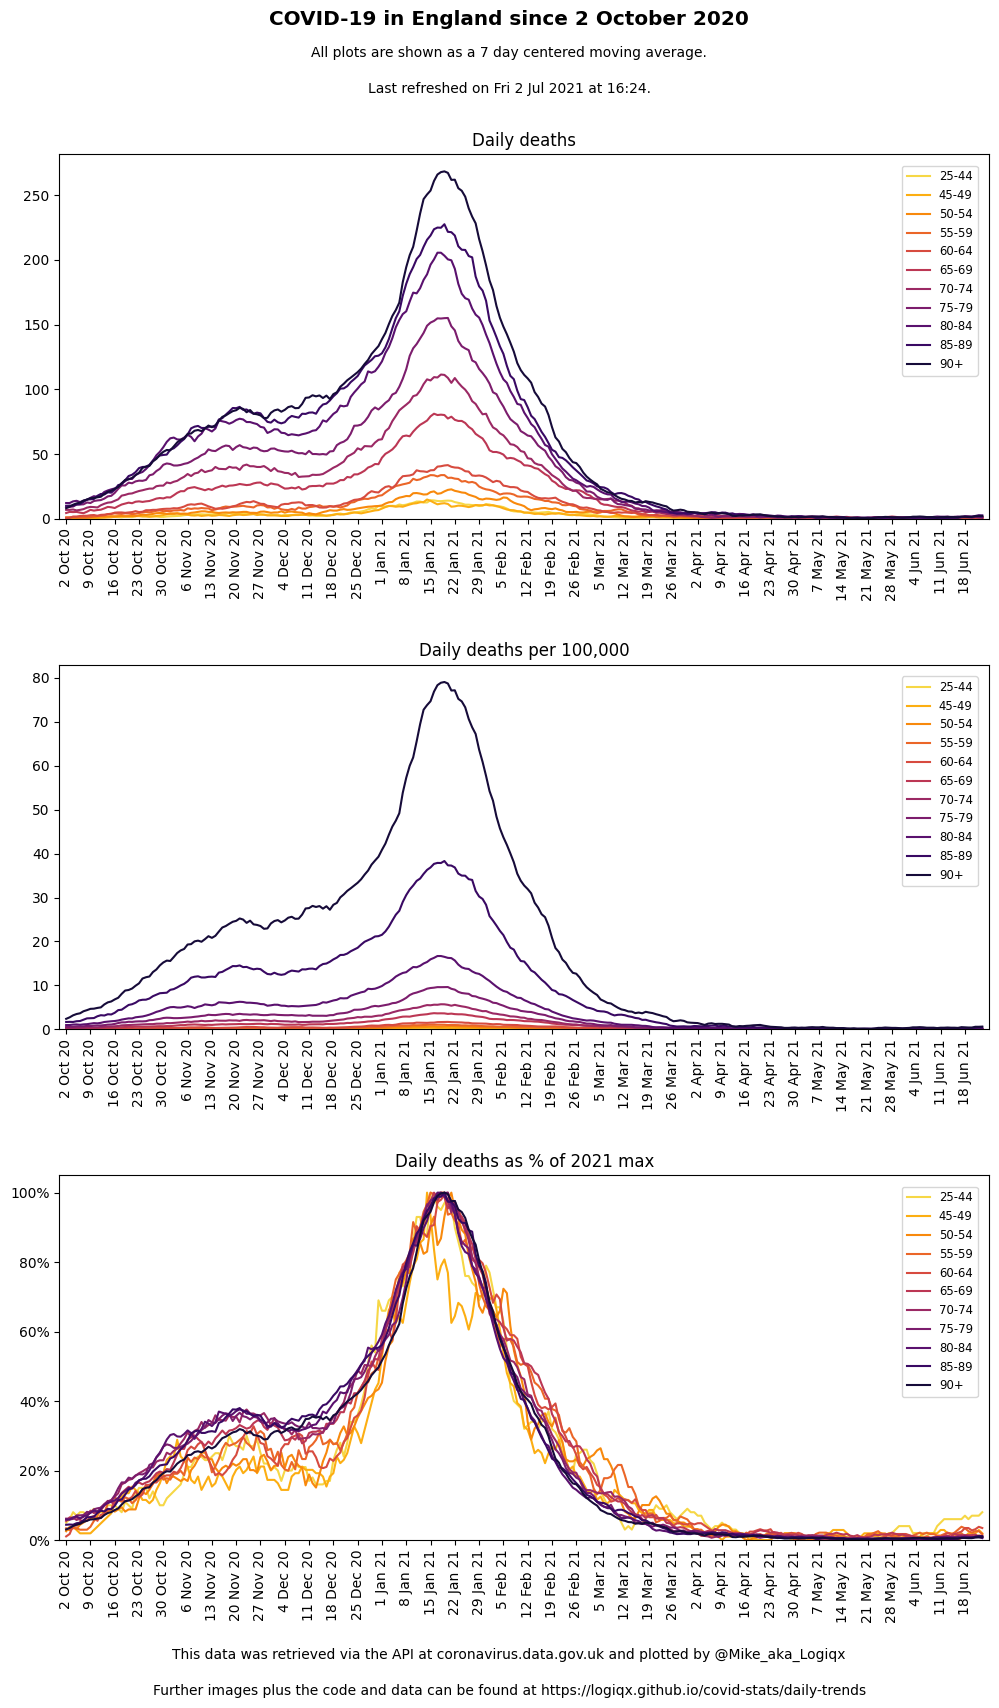 COVID-19 in England since 2 October 2020
All plots are shown as a 7 day centered moving average.
Last refreshed on Fri 2 Jul 2021 at 16:24.
Daily deaths
250
200
150
100
50
0
25-44
45-49
50-54
55-59
60-64
65-69
70-74
75-79
80-84
85-89
90+
2 Oct 20
9 Oct 20
16 Oct 20
23 Oct 20
30 Oct 20
6 Nov 20
13 Nov 20
20 Nov 20
27 Nov 20
4 Dec 20
11 Dec 20
18 Dec 20
25 Dec 20
1 Jan 21
8 Jan 21
15 Jan 21
22 Jan 21
29 Jan 21
5 Feb 21
12 Feb 21
19 Feb 21
26 Feb 21
5 Mar 21
12 Mar 21
19 Mar 21
26 Mar 21
2 Apr 21
9 Apr 21
16 Apr 21
23 Apr 21
30 Apr 21
7 May 21
14 May 21
21 May 21
28 May 21
4 Jun 21
11 Jun 21
18 Jun 21
Daily deaths per 100,000
80
70
60
50
40
30
20
10
0
25-44
45-49
50-54
55-59
60-64
65-69
70-74
75-79
80-84
85-89
90+
2 Oct 20
9 Oct 20
16 Oct 20
23 Oct 20
30 Oct 20
6 Nov 20
13 Nov 20
20 Nov 20
27 Nov 20
4 Dec 20
11 Dec 20
18 Dec 20
25 Dec 20
1 Jan 21
8 Jan 21
15 Jan 21
22 Jan 21
29 Jan 21
5 Feb 21
12 Feb 21
19 Feb 21
26 Feb 21
5 Mar 21
12 Mar 21
19 Mar 21
26 Mar 21
2 Apr 21
9 Apr 21
16 Apr 21
23 Apr 21
30 Apr 21
7 May 21
14 May 21
21 May 21
28 May 21
4 Jun 21
11 Jun 21
18 Jun 21
Daily deaths as % of 2021 max
100%
80%
60%
40%
20%
0%
25-44
45-49
50-54
55-59
60-64
65-69
70-74
75-79
80-84
85-89
90+
2 Oct 20
9 Oct 20
16 Oct 20
23 Oct 20
30 Oct 20
6 Nov 20
13 Nov 20
20 Nov 20
27 Nov 20
4 Dec 20
11 Dec 20
18 Dec 20
25 Dec 20
1 Jan 21
8 Jan 21
15 Jan 21
22 Jan 21
29 Jan 21
5 Feb 21
12 Feb 21
19 Feb 21
26 Feb 21
5 Mar 21
12 Mar 21
19 Mar 21
26 Mar 21
2 Apr 21
9 Apr 21
16 Apr 21
23 Apr 21
30 Apr 21
7 May 21
14 May 21
21 May 21
28 May 21
4 Jun 21
11 Jun 21
18 Jun 21
This data was retrieved via the API at coronavirus.data.gov.uk and plotted by @Mike_aka_Logiqx
Further images plus the code and data can be found at https://logiqx.github.io/covid-stats/daily-trends